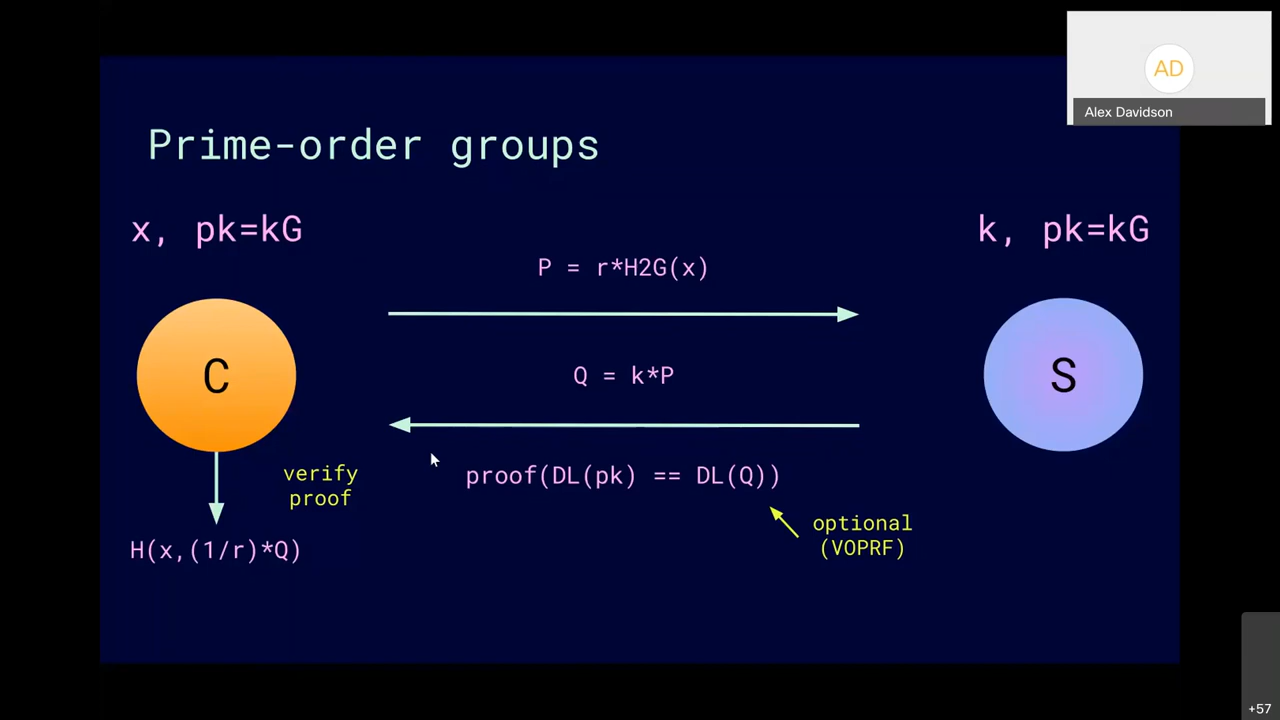 AD
Alex Davidson
Prime-order groups
x, pk=kG
k, pk=kG
P = r*H2G(x)
C
S
Q = k*P
verify
proof
proof(DL(pk) == DL(Q))
optional
(VOPRF)
H(x,(1/r)*Q)
+57